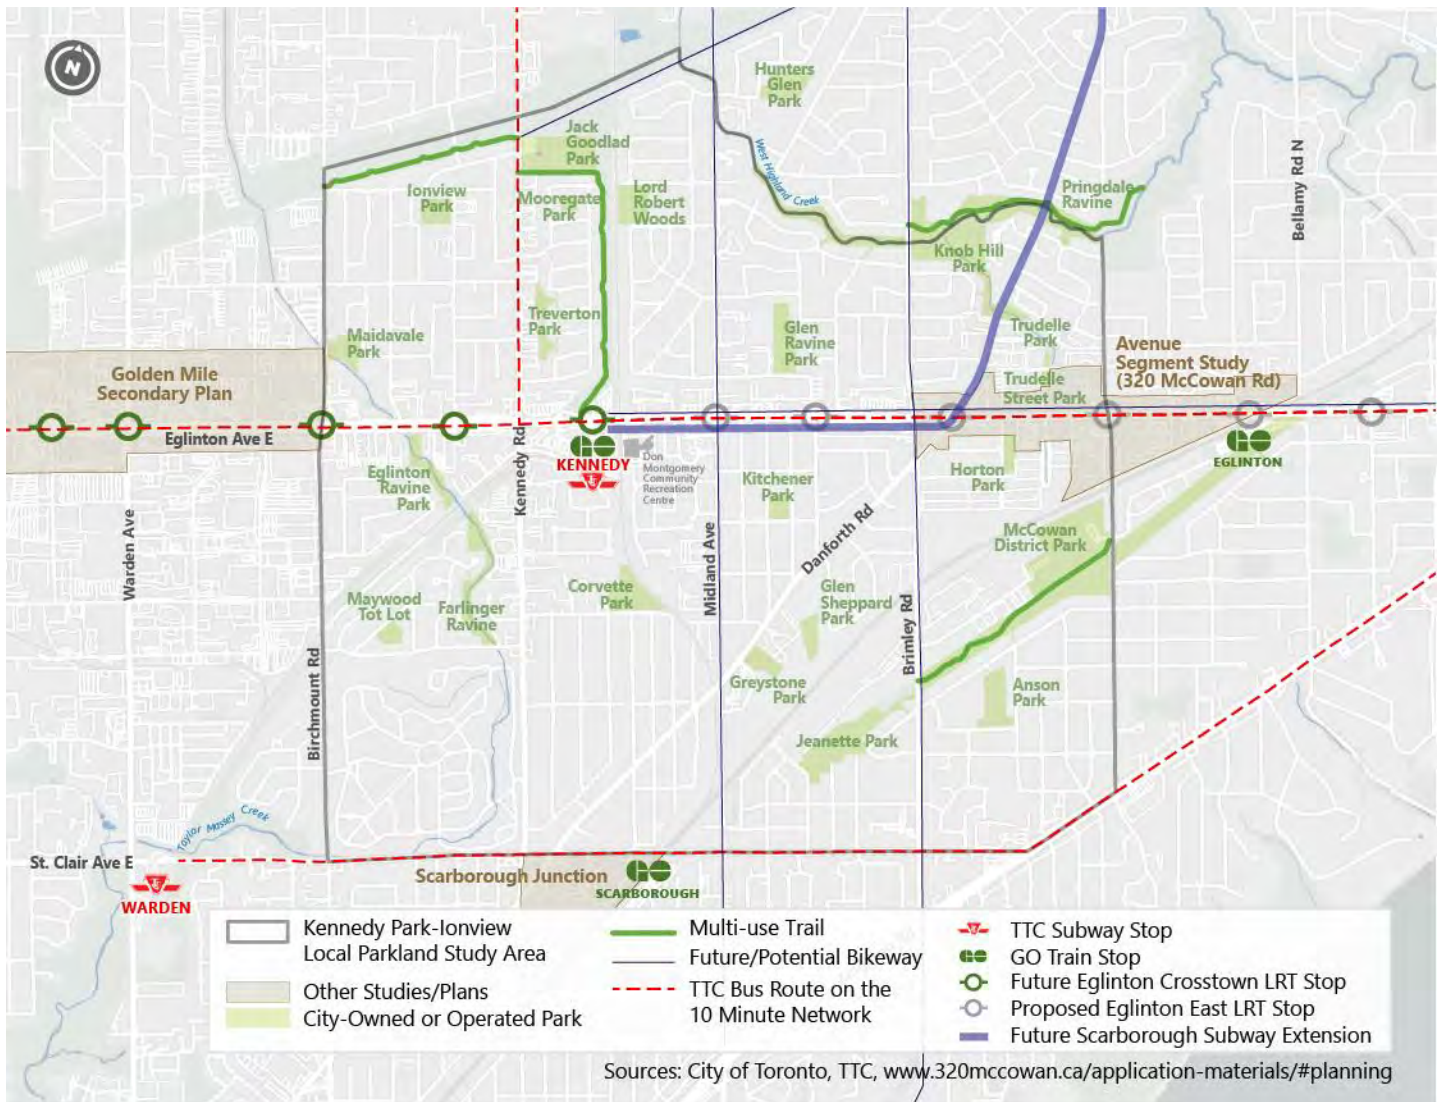 N
Hunters
Glen
Park
Jack
Goodlad
Park
West Highland Creek
Ionview
Park
Mooregate
Park
Lord
Robert
Woods
Pringdale
Ravine
Bellamy Rd N
Knob Hill
Park
Treverton
Park
Maidavale
Park
Glen
Ravine
Park
Trudelle
Park
Avenue
Segment Study
(320 McCowan Rd)
Golden Mile
Secondary Plan
Trudelle
Street Park
Eglinton Ave E
Kennedy Rd
KENNEDY
Don
Montgomery
Community
Recreation
Centre
EGLINTON
Eglinton
Ravine
Park
Kitchener
Park
Horton
Park
Warden Ave
Midland Ave
Danforth Rd
McCowan
District Park
Maywood
Tot Lot
Farlinger
Ravine
Corvette
Park
Glen
Sheppard
Park
Brimley Rd
Birchmount Rd
Greystone
Park
Anson
Park
Jeanette Park
Taylor Massey Creek
St. Clair Ave E
WARDEN
Scarborough Junction
SCARBOROUGH
Kennedy Park-Ionview
Local Parkland Study Area
Other Studies/Plans
City-Owned or Operated Park
Multi-use Trail
Future/Potential Bikeway
TTC Bus Route on the
10 Minute Network
TTC Subway Stop
GO Train Stop
Future Eglinton Crosstown LRT Stop
Proposed Eglinton East LRT Stop
Future Scarborough Subway Extension
Sources: City of Toronto, TTC, www.320mccowan.ca/application-materials/#planning